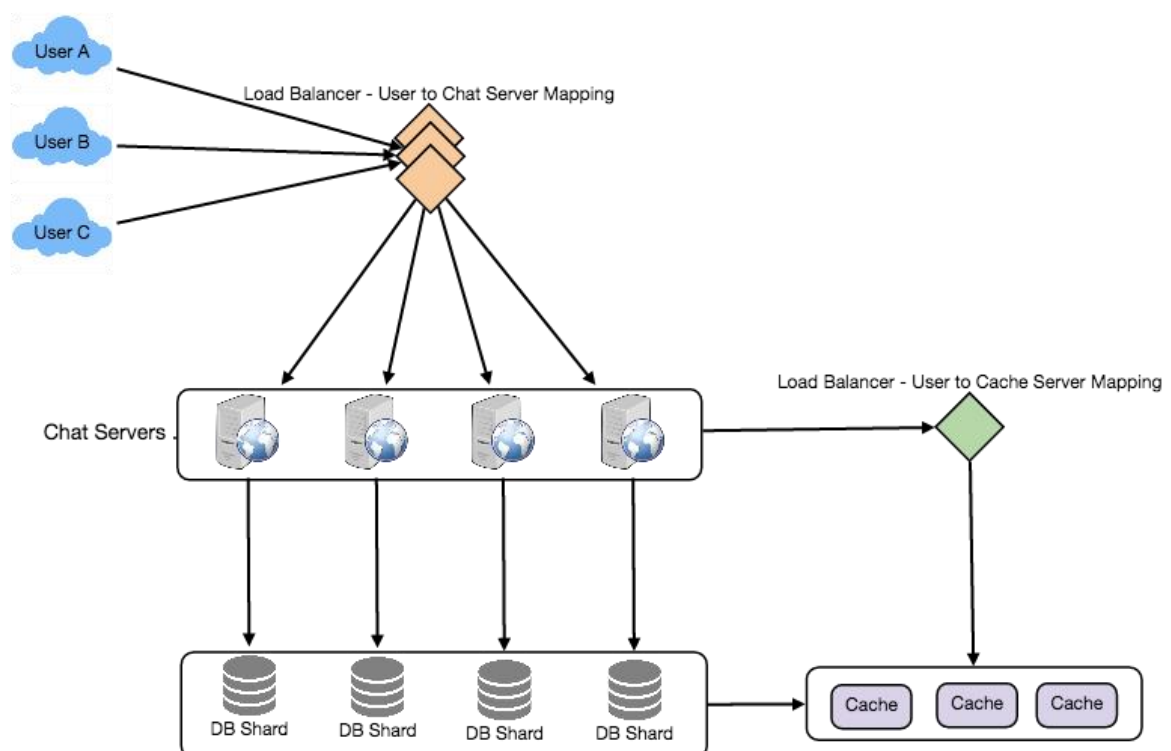 User A
Load Balancer - User to Chat Server Mapping
User B
User C
Load Balancer - User to Cache Server Mapping
Chat Servers
DB Shard
DB Shard
DB Shard
DB Shard
Cache
Cache
Cache